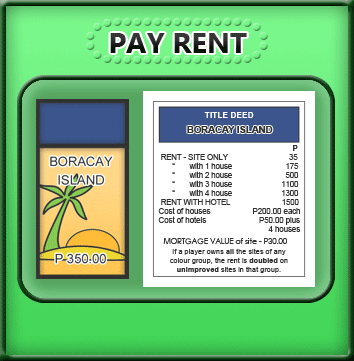 PAY RENT
BORACAY
ISLAND
P 350.00
TITLE DEED
BORACAY ISLAND
P
RENT - SITE ONLY 35
" with 1 house 175
" with 2 house 500
" with 3 house 1100
" with 4 house 1300
RENT WITH HOTEL 1500
Cost of houses P200.00 each
Cost of hotels P50.00 plus
4 houses
MORTGAGE VALUE of site - P30.00
If a player owns all the sites of any
colour group, the rent is doubled on
unimproved sites in that group.